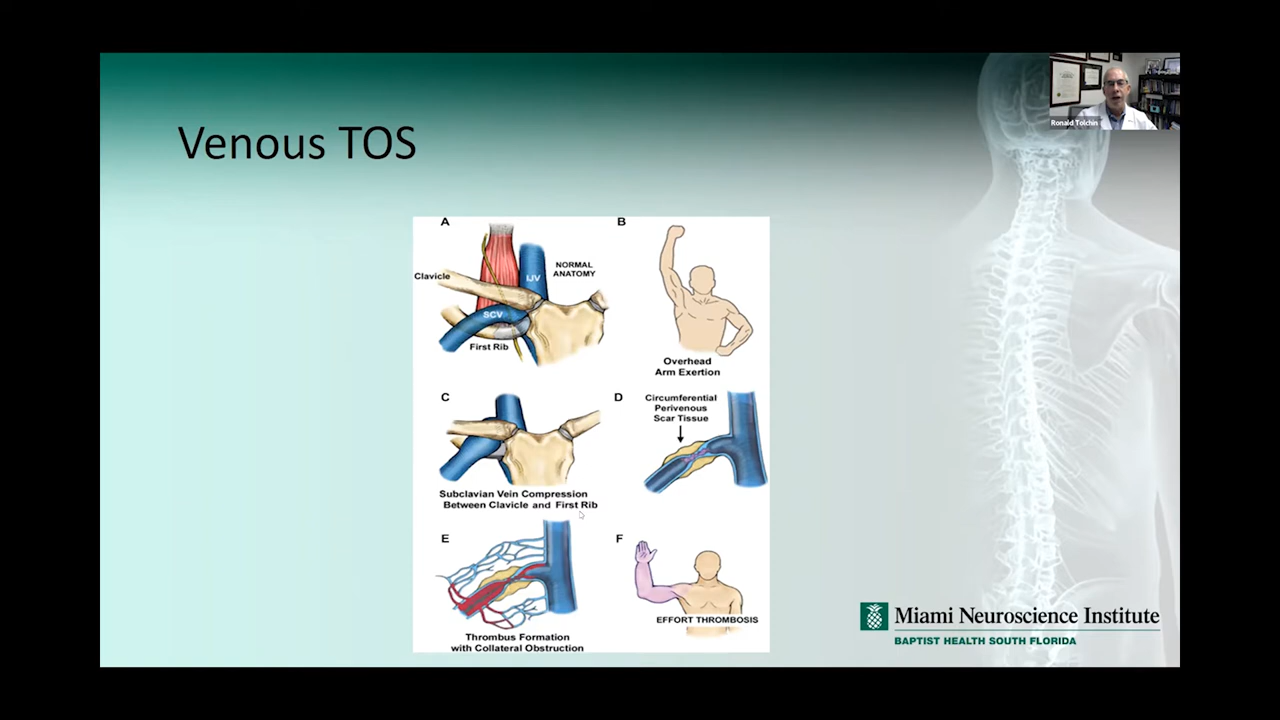 Ronald Tolchin
Venous TOS
A
Clavicle
IJV
NORMAL
ANATOMY
SCV
First Rib
B
Overhead
Arm Exertion
C
Subclavian Vein Compression
Between Clavicle and First Rib
D
Circumferential
Perivenous
Scar Tissue
E
Thrombus Formation
with Collateral Obstruction
F
EFFORT THROMBOSIS
Miami Neuroscience Institute
BAPTIST HEALTH SOUTH FLORIDA